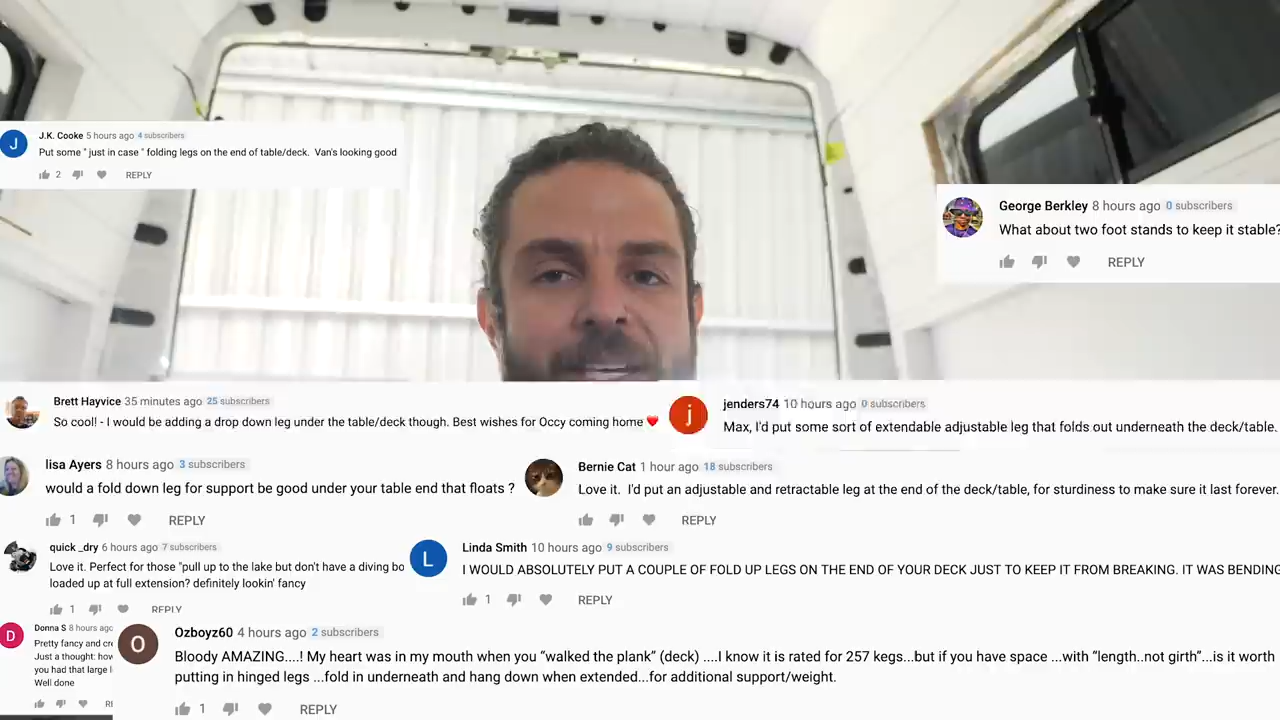 J
J.K. Cooke 5 hours ago 4 subscribers
Put some " just in case " folding legs on the end of table/deck. Van's looking good
2 REPLY
George Berkley 8 hours ago 0 subscribers
What about two foot stands to keep it stable?
REPLY
Brett Hayvice 35 minutes ago 25 subscribers
So cool! - I would be adding a drop down leg under the table/deck though. Best wishes for Occy coming home ❤️
j
jenders74 10 hours ago 0 subscribers
Max, I'd put some sort of extendable adjustable leg that folds out underneath the deck/table.
lisa Ayers 8 hours ago 3 subscribers
would a fold down leg for support be good under your table end that floats ?
1 REPLY
Bernie Cat 1 hour ago 18 subscribers
Love it. I'd put an adjustable and retractable leg at the end of the deck/table, for sturdiness to make sure it last forever.
REPLY
quick _dry 6 hours ago 7 subscribers
Love it. Perfect for those "pull up to the lake but don't have a diving bo
loaded up at full extension? definitely lookin' fancy
1 REPLY
L
Linda Smith 10 hours ago 9 subscribers
I WOULD ABSOLUTELY PUT A COUPLE OF FOLD UP LEGS ON THE END OF YOUR DECK JUST TO KEEP IT FROM BREAKING. IT WAS BENDING
1 REPLY
D
Donna S 8 hours ago
Pretty fancy and cre
Just a thought: how
you had that large l
Well done
RE
O
Ozboyz60 4 hours ago 2 subscribers
Bloody AMAZING....! My heart was in my mouth when you “walked the plank” (deck) ....I know it is rated for 257 kegs...but if you have space ...with “length..not girth”...is it worth
putting in hinged legs ...fold in underneath and hang down when extended...for additional support/weight.
1 REPLY